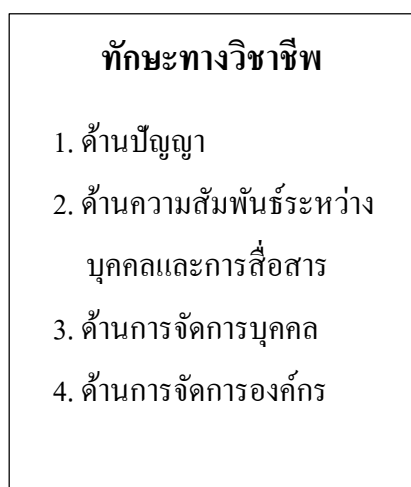 ทักษะทางวิชาชีพ
1. ด้านปัญญา
2. ด้านความสัมพันธ์ระหว่าง
บุคคลและการสื่อสาร
3. ด้านการจัดการบุคคล
4. ด้านการจัดการองค์กร